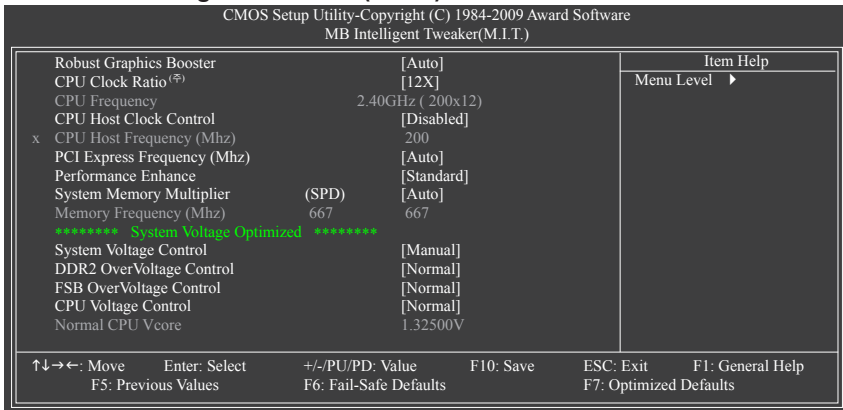 CMOS Setup Utility-Copyright (C) 1984-2009 Award Software
MB Intelligent Tweaker(M.I.T.)
Robust Graphics Booster [Auto]
CPU Clock Ratio (주) [12X]
CPU Frequency 2.40GHz ( 200x12)
CPU Host Clock Control [Disabled]
x CPU Host Frequency (Mhz) 200
PCI Express Frequency (Mhz) [Auto]
Performance Enhance [Standard]
System Memory Multiplier (SPD) [Auto]
Memory Frequency (Mhz) 667 667
******** System Voltage Optimized ********
System Voltage Control [Manual]
DDR2 OverVoltage Control [Normal]
FSB OverVoltage Control [Normal]
CPU Voltage Control [Normal]
Normal CPU Vcore 1.32500V
Item Help
Menu Level ▶
↑↓→←: Move Enter: Select +/-/PU/PD: Value F10: Save ESC: Exit F1: General Help
F5: Previous Values F6: Fail-Safe Defaults F7: Optimized Defaults